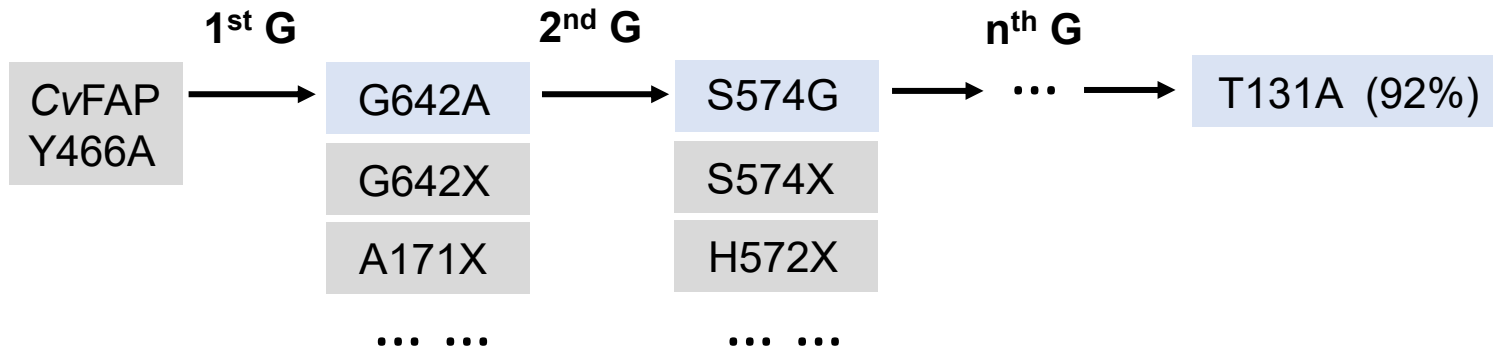 1st G
2nd G
nth G
CvFAP
Y466A
G642A
S574G
... 
T131A (92%)
G642X
S574X
A171X
H572X
... ...
... ...